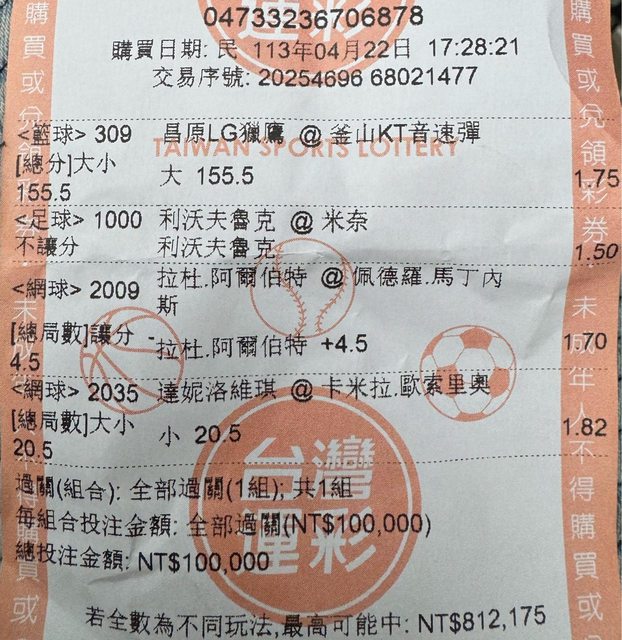 04733236706878
購買日期: 民 113年04月22日 17:28:21
交易序號: 20254696 68021477
<籃球> 309 昌原LG獵鷹 @ 釜山KT音速彈
TAIWAN SPORTS LOTTERY
[總分]大小 大 155.5 1.75
155.5
<足球> 1000 利沃夫魯克 @ 米奈
不讓分 利沃夫魯克 1.50
<網球> 2009 拉杜.阿爾伯特 @ 佩德羅.馬丁內
斯
[總局數]讓分 - 拉杜.阿爾伯特 +4.5 1.70
4.5
<網球> 2035 達妮洛維琪 @ 卡米拉.歐索里奧
[總局數]大小 小 20.5 1.82
20.5
過關(組合): 全部過關(1組); 共1組
每組合投注金額: 全部過關(NT$100,000)
總投注金額: NT$100,000
若全數為不同玩法,最高可能中: NT$812,175
台灣
運彩
購買或兌領彩券
未成年人不得購買或
購買或兌領彩券
未成年人不得購買或